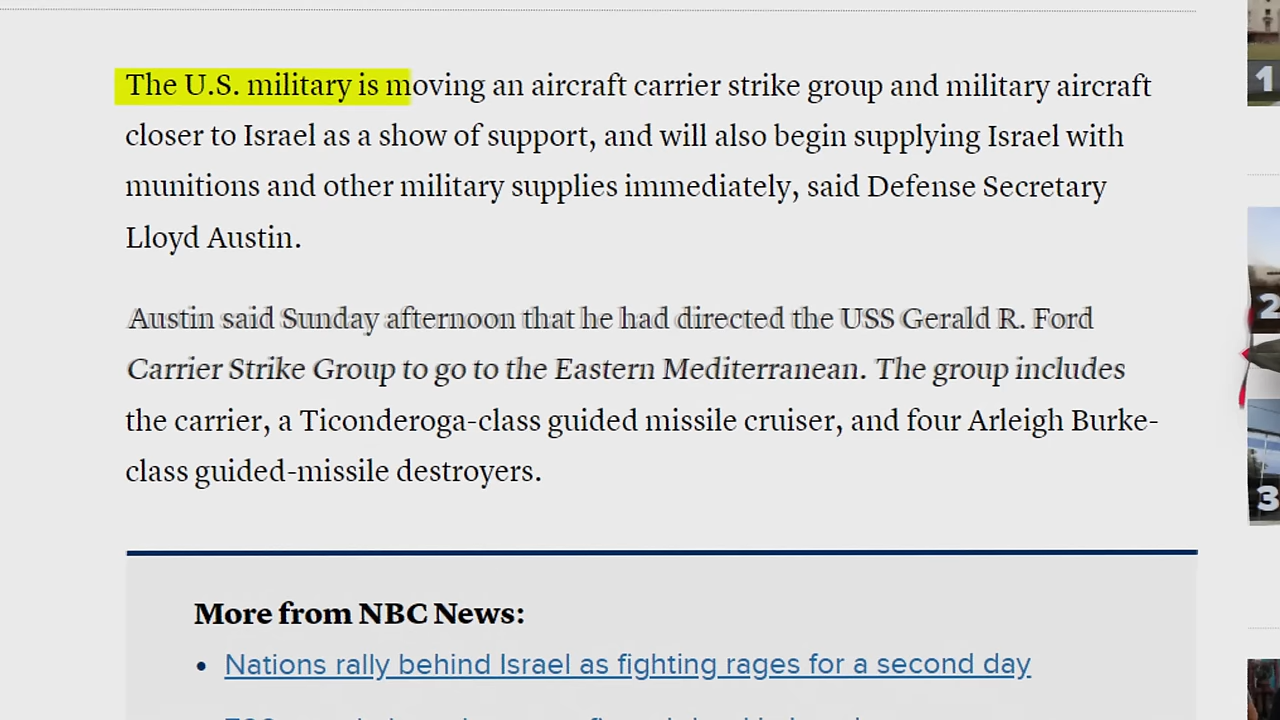 The U.S. military is moving an aircraft carrier strike group and military aircraft
closer to Israel as a show of support, and will also begin supplying Israel with
munitions and other military supplies immediately, said Defense Secretary
Lloyd Austin.
Austin said Sunday afternoon that he had directed the USS Gerald R. Ford
Carrier Strike Group to go to the Eastern Mediterranean. The group includes
the carrier, a Ticonderoga-class guided missile cruiser, and four Arleigh Burke-
class guided-missile destroyers.
More from NBC News:
• Nations rally behind Israel as fighting rages for a second day
1
2
3